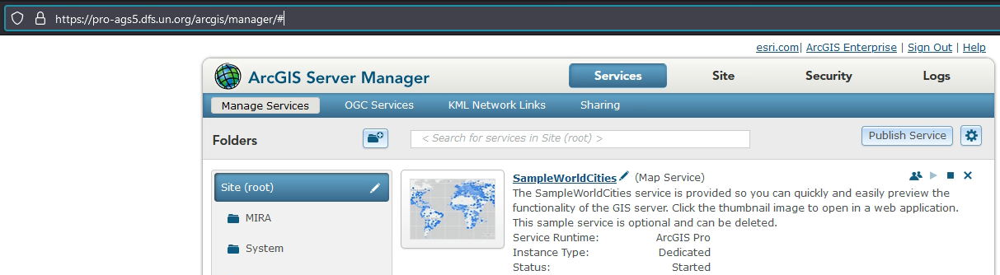 https://pro-ags5.dfs.un.org/arcgis/manager/#
esri.com| ArcGIS Enterprise | Sign Out | Help
ArcGIS Server Manager Services Site Security Logs
Manage Services OGC Services KML Network Links Sharing
Folders < Search for services in Site (root) > Publish Service
Site (root)
MIRA
System
SampleWorldCities (Map Service)
The SampleWorldCities service is provided so you can quickly and easily preview the
functionality of the GIS server. Click the thumbnail image to open in a web application.
This sample service is optional and can be deleted.
Service Runtime: ArcGIS Pro
Instance Type: Dedicated
Status: Started